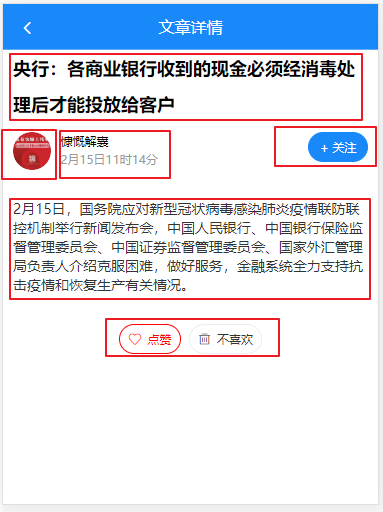 文章详情
央行：各商业银行收到的现金必须经消毒处
理后才能投放给客户
慷慨解囊
2月15日11时14分
+ 关注
2月15日，国务院应对新型冠状病毒感染肺炎疫情联防联
控机制举行新闻发布会，中国人民银行、中国银行保险监
督管理委员会、中国证券监督管理委员会、国家外汇管理
局负责人介绍克服困难，做好服务，金融系统全力支持抗
击疫情和恢复生产有关情况。
点赞
不喜欢